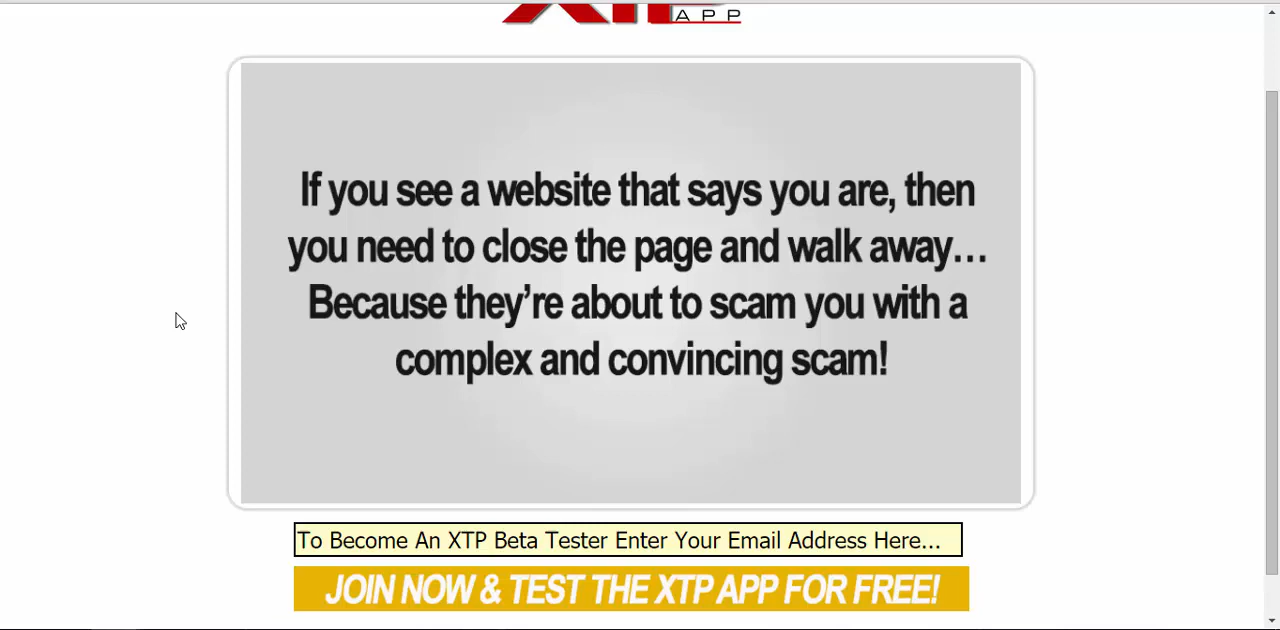 XTP
APP
If you see a website that says you are, then
you need to close the page and walk away…
Because they’re about to scam you with a
complex and convincing scam!
To Become An XTP Beta Tester Enter Your Email Address Here...
JOIN NOW & TEST THE XTP APP FOR FREE!